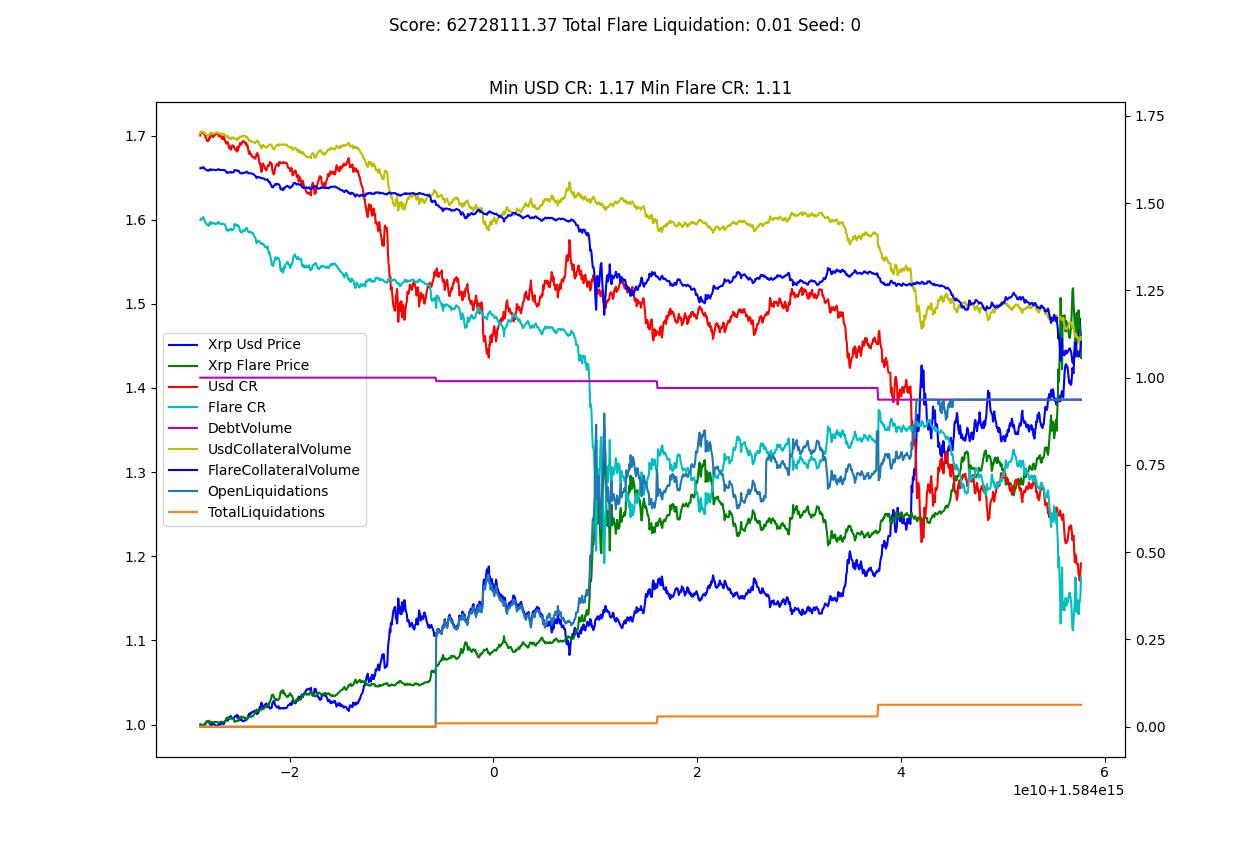 Score: 62728111.37 Total Flare Liquidation: 0.01 Seed: 0
Min USD CR: 1.17 Min Flare CR: 1.11
1.7
1.6
1.5
1.4
1.3
1.2
1.1
1.0
1.75
1.50
1.25
1.00
0.75
0.50
0.25
0.00
Xrp Usd Price
Xrp Flare Price
Usd CR
Flare CR
DebtVolume
UsdCollateralVolume
FlareCollateralVolume
OpenLiquidations
TotalLiquidations
−2 0 2 4 6
1e10+1.584e15